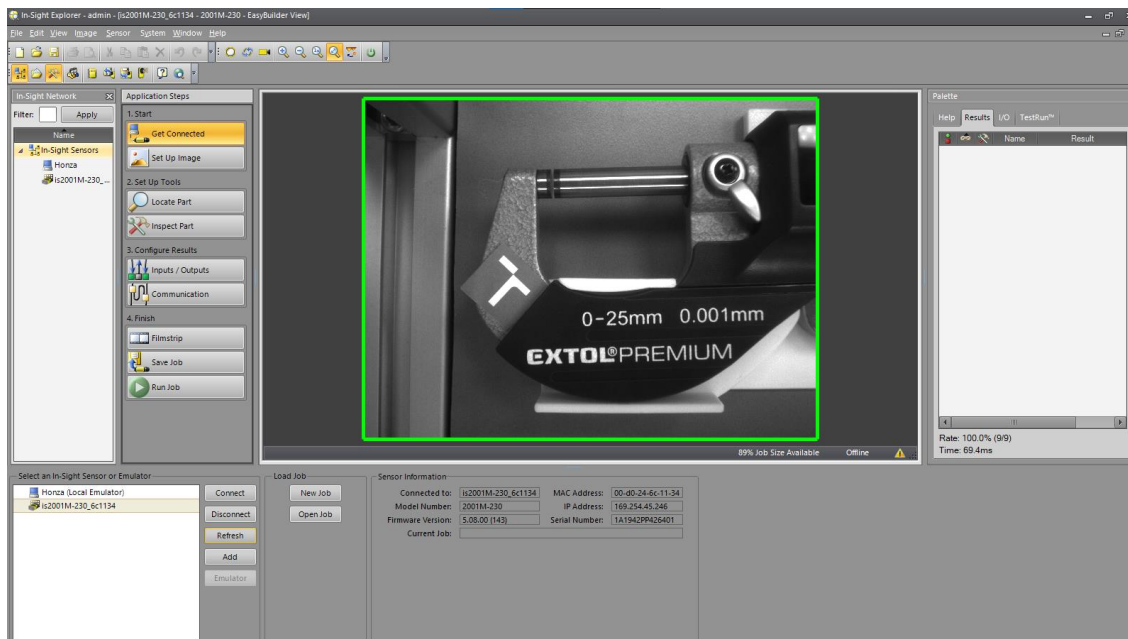 In-Sight Explorer - admin - [is2001M-230_6c1134 - 2001M-230 - EasyBuilder View]
File Edit View Image Sensor System Window Help
In-Sight Network
Filter: Apply
Name
In-Sight Sensors
Honza
is2001M-230_...
Application Steps
1. Start
Get Connected
Set Up Image
2. Set Up Tools
Locate Part
Inspect Part
3. Configure Results
Inputs / Outputs
Communication
4. Finish
Filmstrip
Save Job
Run Job
0-25mm 0.001mm
EXTOL®PREMIUM
89% Job Size Available Offline
Palette
Help Results I/O TestRun™
Name Result
Rate: 100.0% (9/9)
Time: 69.4ms
Select an In-Sight Sensor or Emulator
Honza (Local Emulator)
is2001M-230_6c1134
Connect
Disconnect
Refresh
Add
Emulator
Load Job
New Job
Open Job
Sensor Information
Connected to: is2001M-230_6c1134 MAC Address: 00-d0-24-6c-11-34
Model Number: 2001M-230 IP Address: 169.254.45.246
Firmware Version: 5.08.00 (143) Serial Number: 1A1942PP426401
Current Job: